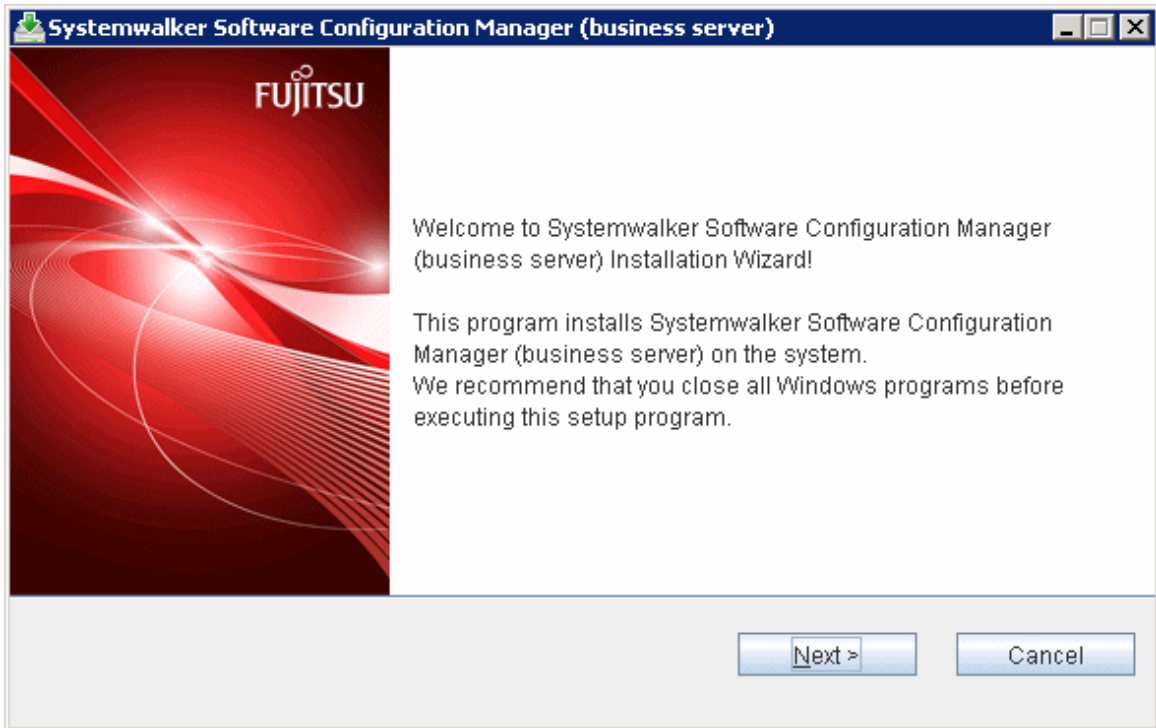 Systemwalker Software Configuration Manager (business server)
FUJITSU
Welcome to Systemwalker Software Configuration Manager
(business server) Installation Wizard!
This program installs Systemwalker Software Configuration
Manager (business server) on the system.
We recommend that you close all Windows programs before
executing this setup program.
Next >
Cancel